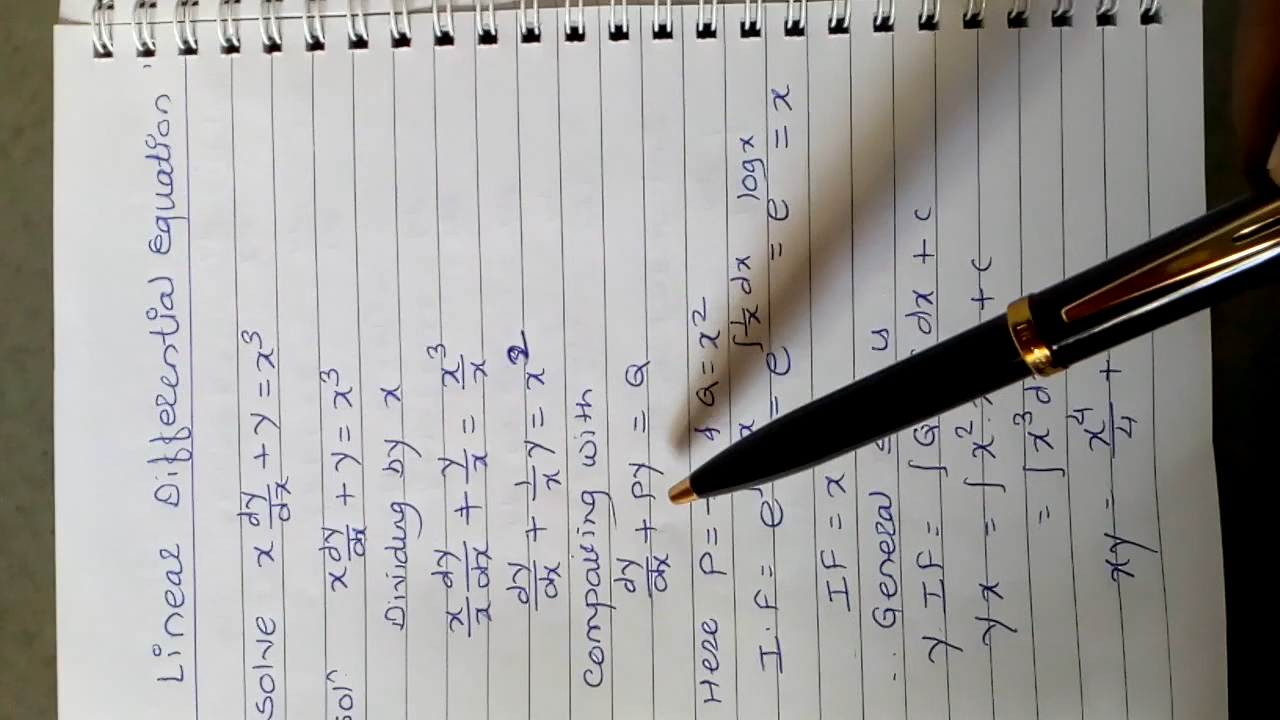 Linear Differential Equation
Solve x dy/dx + y = x³
Sol: x dy/dx + y = x³
Dividing by x
x/x dy/dx + y/x = x³/x
dy/dx + 1/x y = x²
Comparing with
dy/dx + Py = Q
Here P = & Q = x²
I.F = e = e^∫1/x dx = e^log x = x
IF = x
∴ General is
y. IF = ∫ Q dx + c
y x = ∫ x². + c
= ∫ x³ d
xy = x⁴/4 +